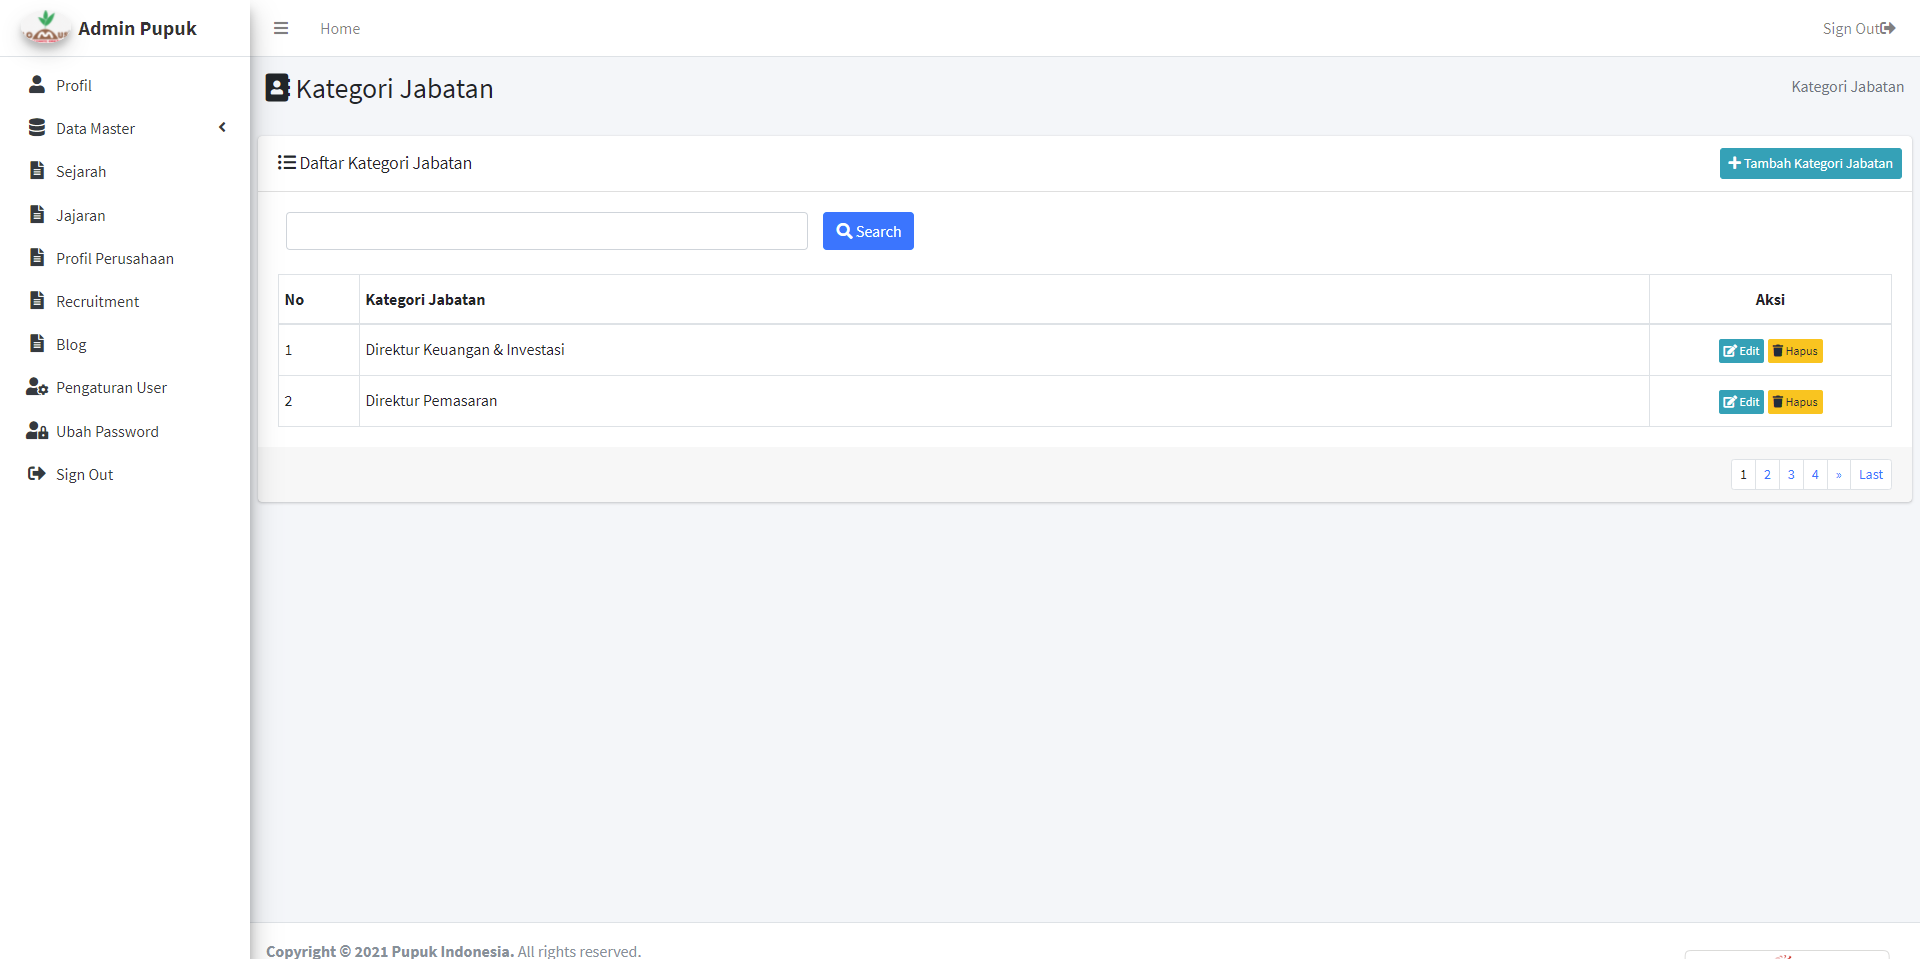 Admin Pupuk
Home
Sign Out
Profil
Data Master
Sejarah
Jajaran
Profil Perusahaan
Recruitment
Blog
Pengaturan User
Ubah Password
Sign Out
Kategori Jabatan
Kategori Jabatan
Daftar Kategori Jabatan
Tambah Kategori Jabatan
Search
No Kategori Jabatan Aksi
1 Direktur Keuangan & Investasi Edit Hapus
2 Direktur Pemasaran Edit Hapus
1 2 3 4 » Last
Copyright © 2021 Pupuk Indonesia. All rights reserved.